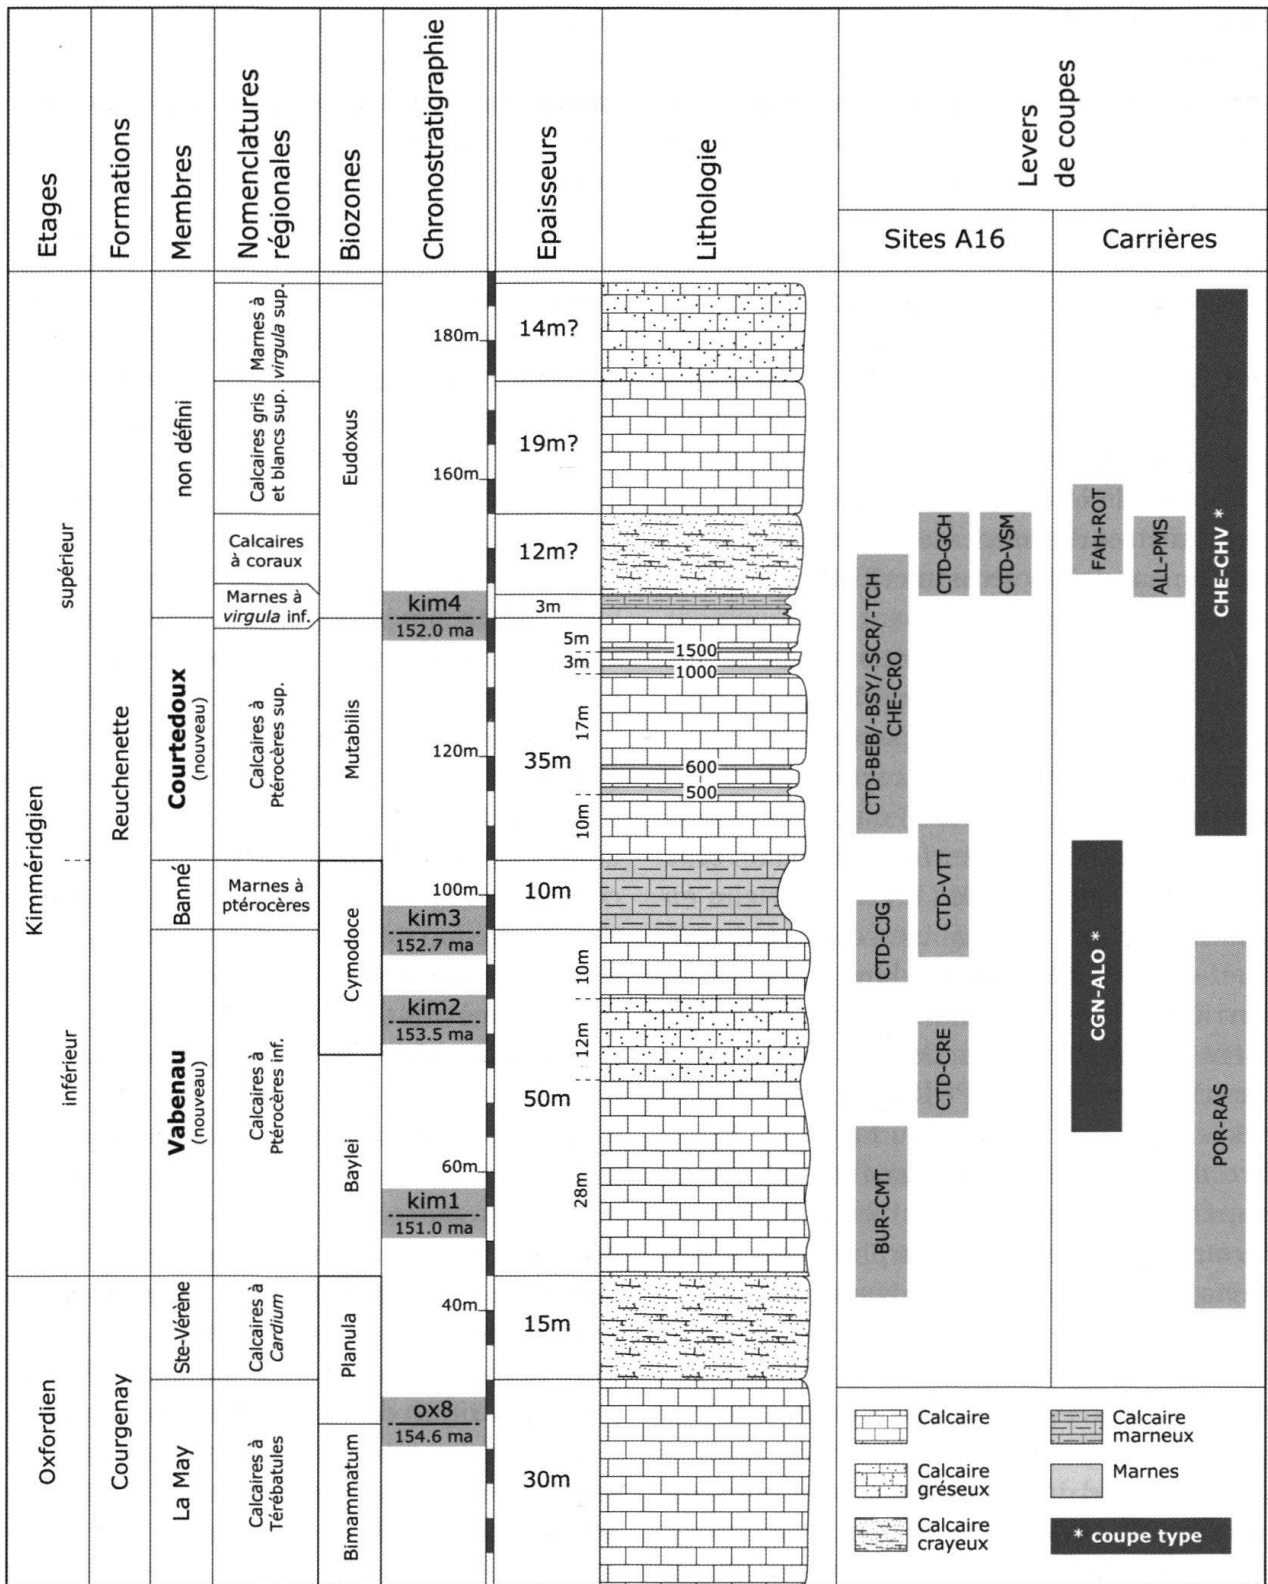 Etages
Formations
Membres
Nomenclatures
régionales
Biozones
Chronostratigraphie
Epaisseurs
Lithologie
Levers
de coupes
Sites A16
Carrières
Kimméridgien
supérieur
inférieur
Oxfordien
Reuchenette
Courgenay
non défini
Courtedoux
(nouveau)
Banné
Vabenau
(nouveau)
Ste-Vérène
La May
Marnes à
virgula sup.
Calcaires gris
et blancs sup.
Calcaires
à coraux
Marnes à
virgula inf.
Calcaires à
Ptérocères sup.
Marnes à
ptérocères
Calcaires à
Ptérocères inf.
Calcaires à
Cardium
Calcaires à
Térébatules
Eudoxus
Mutabilis
Cymodoce
Baylei
Planula
Bimammatum
180m
160m
kim4
152.0 ma
120m
100m
kim3
152.7 ma
kim2
153.5 ma
60m
kim1
151.0 ma
40m
ox8
154.6 ma
14m?
19m?
12m?
3m
5m
3m
17m
35m
10m
10m
10m
12m
50m
28m
15m
30m
1500
1000
600
500
CTD-BEB/-BSY/-SCR/-TCH
CHE-CRO
CTD-GCH
CTD-VSM
CTD-VTT
CTD-CJG
CTD-CRE
BUR-CMT
FAH-ROT
ALL-PMS
CHE-CHV *
CGN-ALO *
POR-RAS
Calcaire
Calcaire
gréseux
Calcaire
crayeux
Calcaire
marneux
Marnes
* coupe type